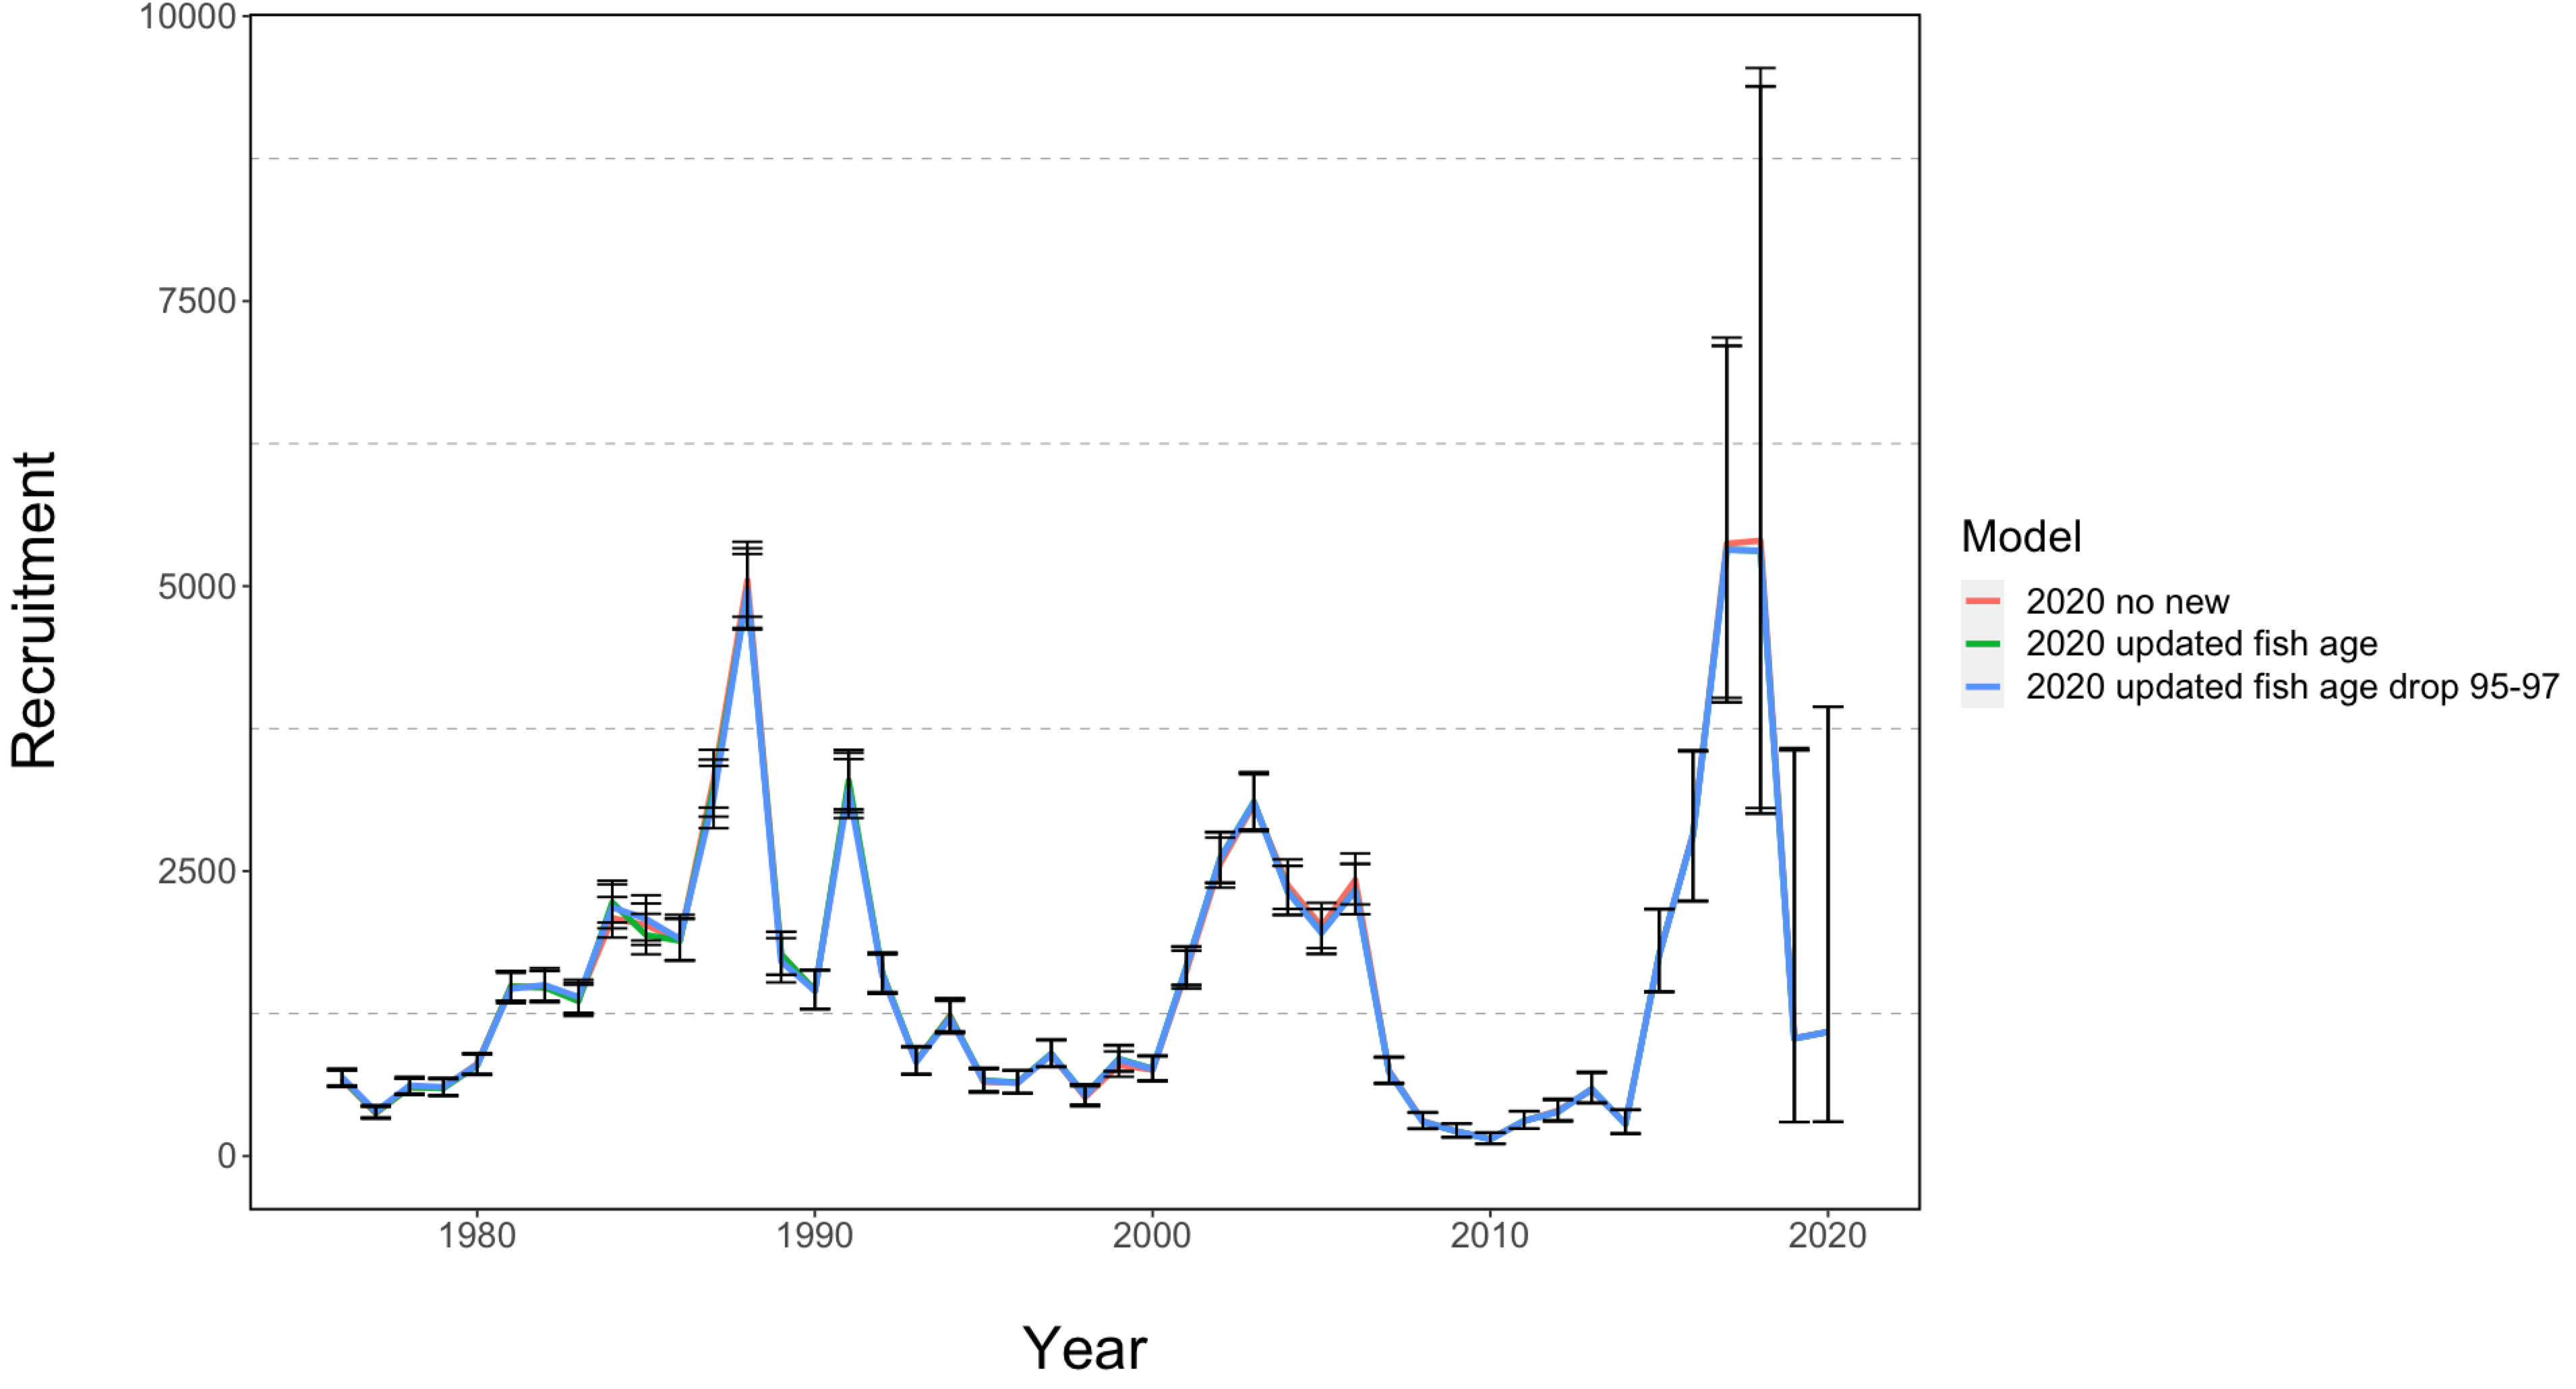 10000
7500
5000
2500
0
Recruitment
1980 1990 2000 2010 2020
Year
Model
2020 no new
2020 updated fish age
2020 updated fish age drop 95-97